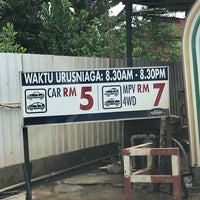 WAKTU URUSNIAGA: 8.30AM - 8.30PM
CAR RM 5
MPV RM 7
4WD